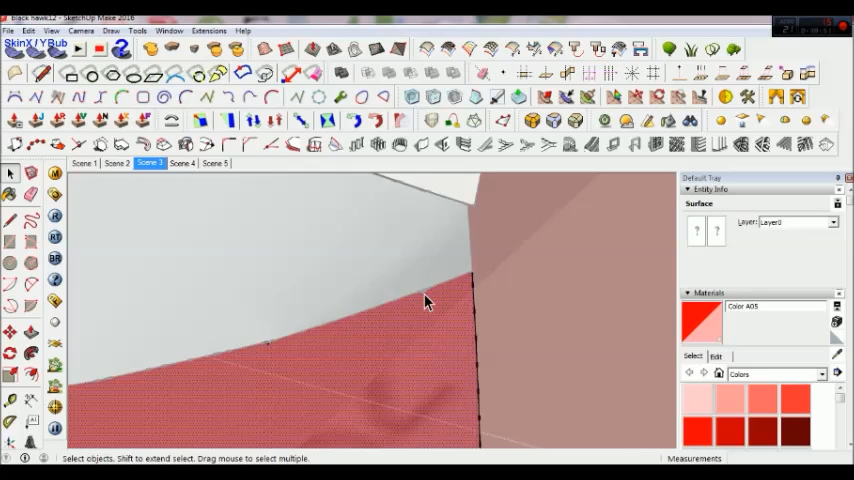 black hawk12 - SketchUp Make 2016
File Edit View Camera Draw Tools Window Extensions Help
SkinX / YBub
Scene 1 Scene 2 Scene 3 Scene 4 Scene 5
Default Tray
Entity Info
Surface
Layer: Layer0
Materials
Color A05
Select Edit
Colors
M
R
RT
BR
Select objects. Shift to extend select. Drag mouse to select multiple.
Measurements